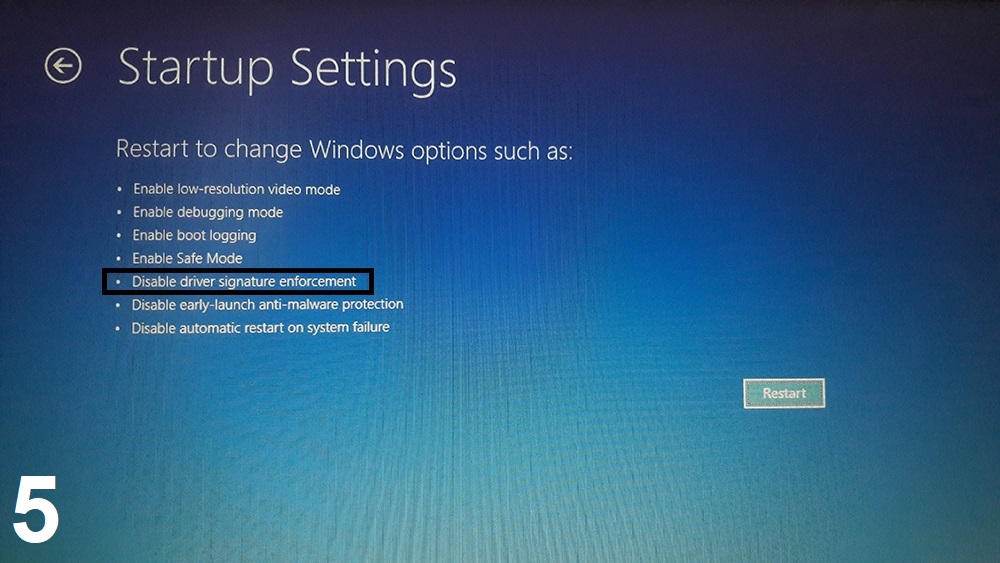 Startup Settings
Restart to change Windows options such as:
• Enable low-resolution video mode
• Enable debugging mode
• Enable boot logging
• Enable Safe Mode
• Disable driver signature enforcement
• Disable early-launch anti-malware protection
• Disable automatic restart on system failure
Restart
5